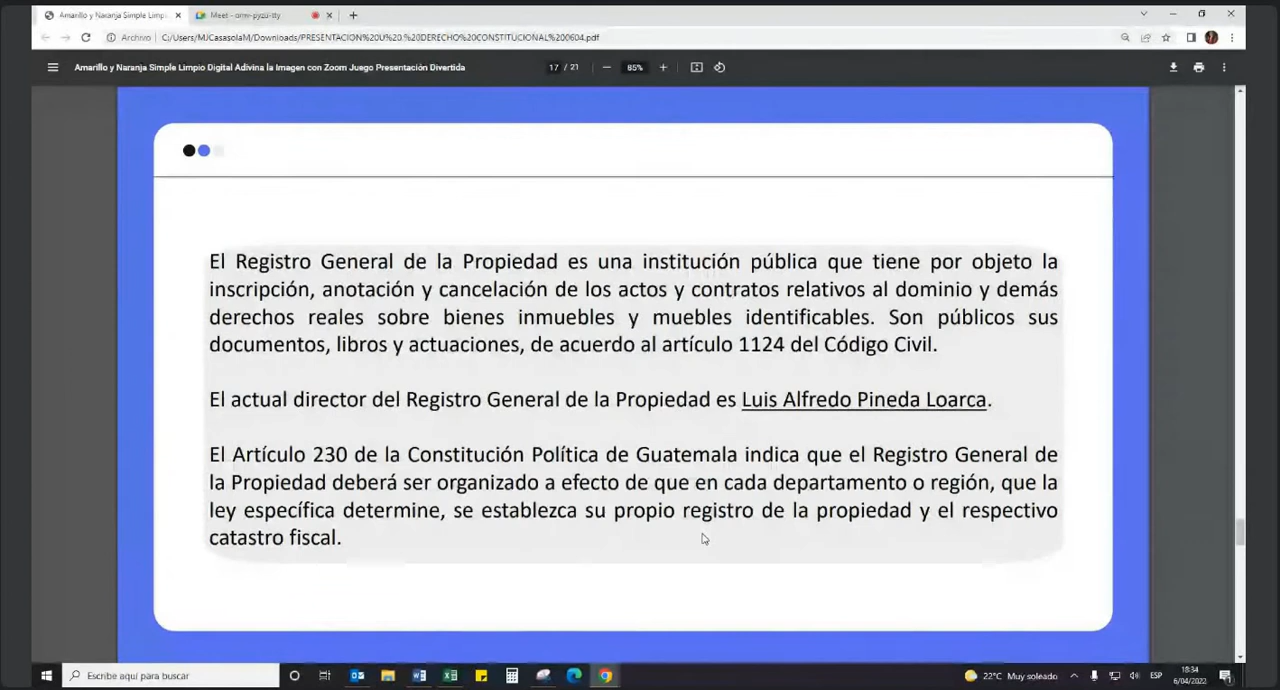 Amarillo y Naranja Simple Limpi
Meet - arm-pyzu-tty
Archivo
C:/Users/MJCasasolaM/Downloads/PRESENTACION%20U%20.%20DERECHO%20CONSTITUCIONAL%200604.pdf
Amarillo y Naranja Simple Limpio Digital Adivina la Imagen con Zoom Juego Presentación Divertida
17 / 21
85%
El Registro General de la Propiedad es una institución pública que tiene por objeto la
inscripción, anotación y cancelación de los actos y contratos relativos al dominio y demás
derechos reales sobre bienes inmuebles y muebles identificables. Son públicos sus
documentos, libros y actuaciones, de acuerdo al artículo 1124 del Código Civil.
El actual director del Registro General de la Propiedad es Luis Alfredo Pineda Loarca.
El Artículo 230 de la Constitución Política de Guatemala indica que el Registro General de
la Propiedad deberá ser organizado a efecto de que en cada departamento o región, que la
ley específica determine, se establezca su propio registro de la propiedad y el respectivo
catastro fiscal.
Escribe aquí para buscar
22°C Muy soleado
ESP
18:34
6/04/2022